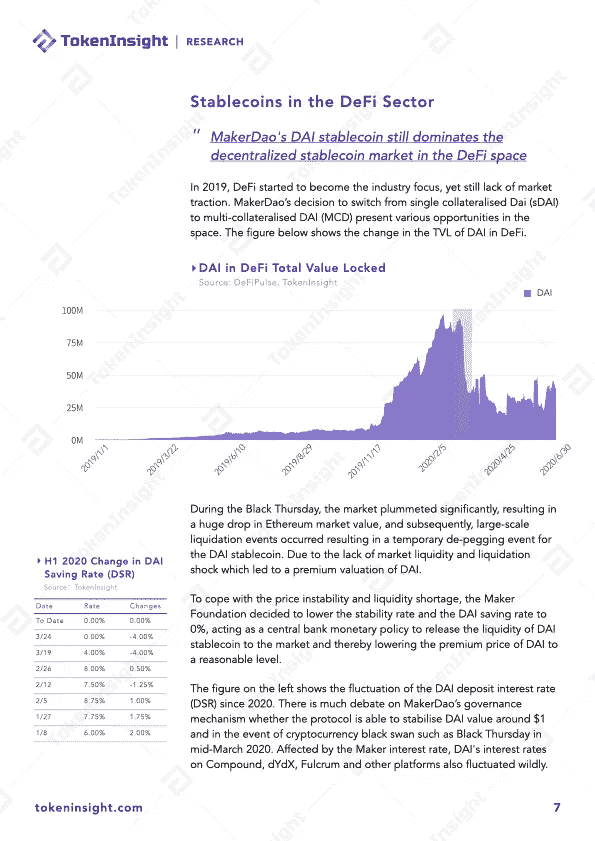 TokenInsight | RESEARCH
Stablecoins in the DeFi Sector
" MakerDao's DAI stablecoin still dominates the
decentralized stablecoin market in the DeFi space
In 2019, DeFi started to become the industry focus, yet still lack of market
traction. MakerDao's decision to switch from single collateralised Dai (sDAI)
to multi-collateralised DAI (MCD) present various opportunities in the
space. The figure below shows the change in the TVL of DAI in DeFi.
DAI in DeFi Total Value Locked
Source: DeFiPulse, TokenInsight
DAI
100M
75M
50M
25M
0M
2019/1/1
2019/3/22
2019/6/10
2019/8/29
2019/11/17
2020/2/5
2020/4/25
2020/6/30
During the Black Thursday, the market plummeted significantly, resulting in
a huge drop in Ethereum market value, and subsequently, large-scale
liquidation events occurred resulting in a temporary de-pegging event for
the DAI stablecoin. Due to the lack of market liquidity and liquidation
shock which led to a premium valuation of DAI.
To cope with the price instability and liquidity shortage, the Maker
Foundation decided to lower the stability rate and the DAI saving rate to
0%, acting as a central bank monetary policy to release the liquidity of DAI
stablecoin to the market and thereby lowering the premium price of DAI to
a reasonable level.
The figure on the left shows the fluctuation of the DAI deposit interest rate
(DSR) since 2020. There is much debate on MakerDao's governance
mechanism whether the protocol is able to stabilise DAI value around $1
and in the event of cryptocurrency black swan such as Black Thursday in
mid-March 2020. Affected by the Maker interest rate, DAI's interest rates
on Compound, dYdX, Fulcrum and other platforms also fluctuated wildly.
H1 2020 Change in DAI
Saving Rate (DSR)
Source: TokenInsight
Date Rate Changes
To Date 0.00% 0.00%
3/24 0.00% -4.00%
3/19 4.00% -4.00%
2/26 8.00% 0.50%
2/12 7.50% -1.25%
2/5 8.75% 1.00%
1/27 7.75% 1.75%
1/8 6.00% 2.00%
tokeninsight.com
7